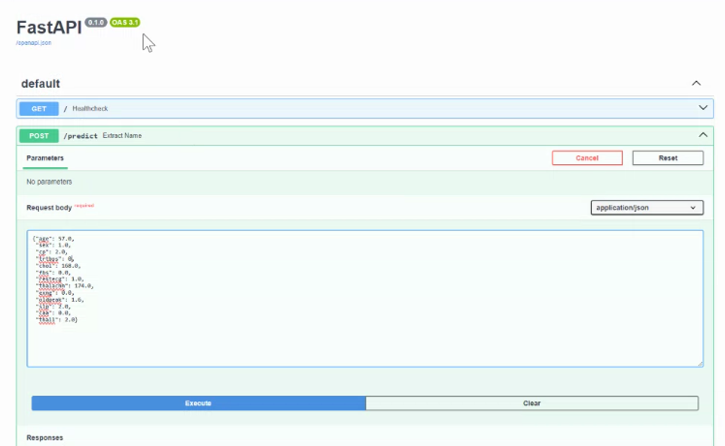 FastAPI 0.1.0 OAS 3.1
/openapi.json
default
GET / Healthcheck
POST /predict Extract Name
Parameters Cancel Reset
No parameters
Request body required application/json
{"age": 57.0,
"sex": 1.0,
"cp": 2.0,
"trtbps": 0,
"chol": 168.0,
"fbs": 0.0,
"restecg": 1.0,
"thalachh": 174.0,
"exng": 0.0,
"oldpeak": 1.6,
"slp": 2.0,
"caa": 0.0,
"thall": 2.0}
Execute Clear
Responses